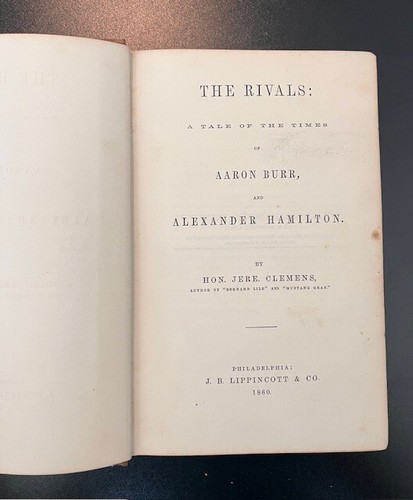 THE RIVALS:
A TALE OF THE TIMES
OF
AARON BURR,
AND
ALEXANDER HAMILTON.
BY
HON. JERE. CLEMENS,
AUTHOR OF "BERNARD LILE" AND "MUSTANG GRAY."
PHILADELPHIA:
J. B. LIPPINCOTT & CO.
1860.